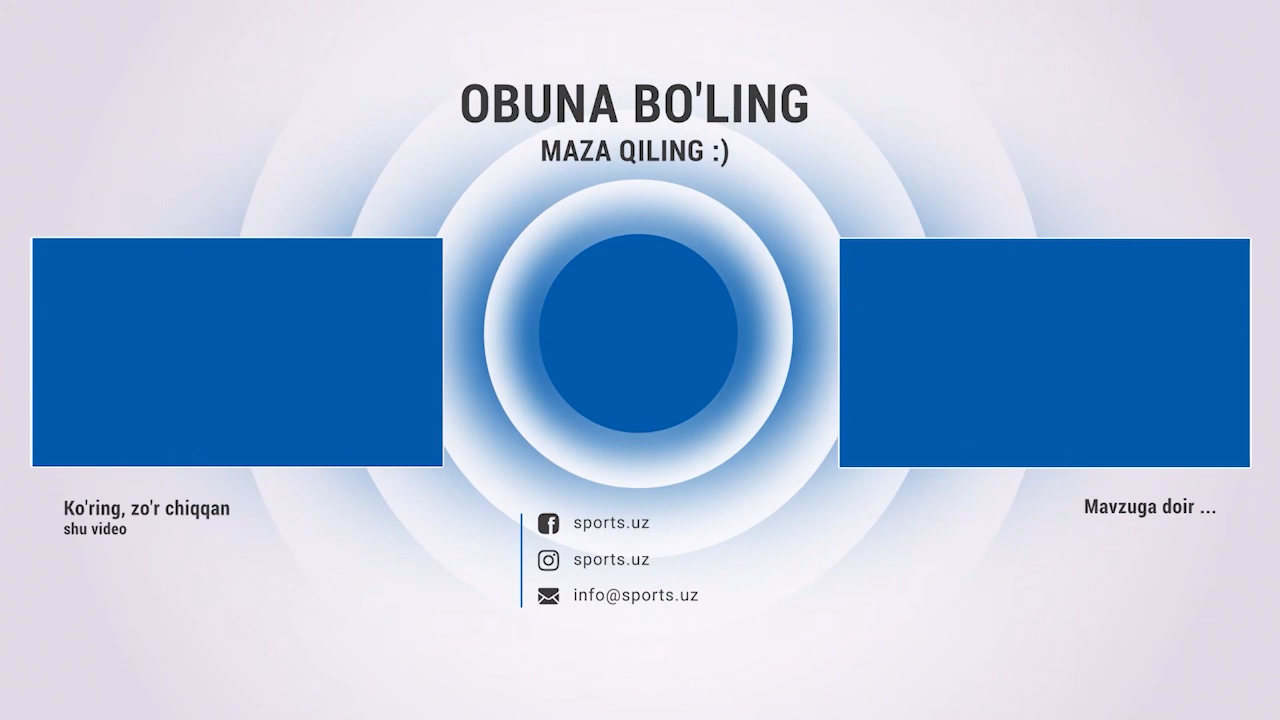 OBUNA BO'LING
MAZA QILING :)
Ko'ring, zo'r chiqqan
shu video
Mavzuga doir ...
sports.uz
sports.uz
info@sports.uz